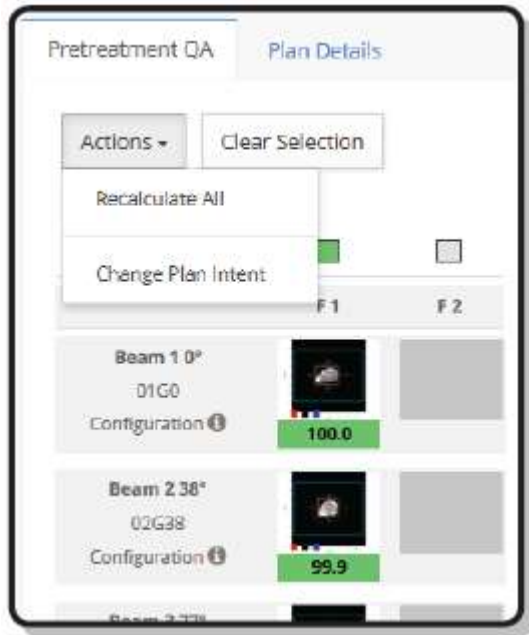 Pretreatment QA
Plan Details
Actions
Clear Selection
Recalculate All
Change Plan Intent
F 1
F 2
Beam 1 0°
01G0
Configuration
100.0
Beam 2 38°
02G38
Configuration
99.9